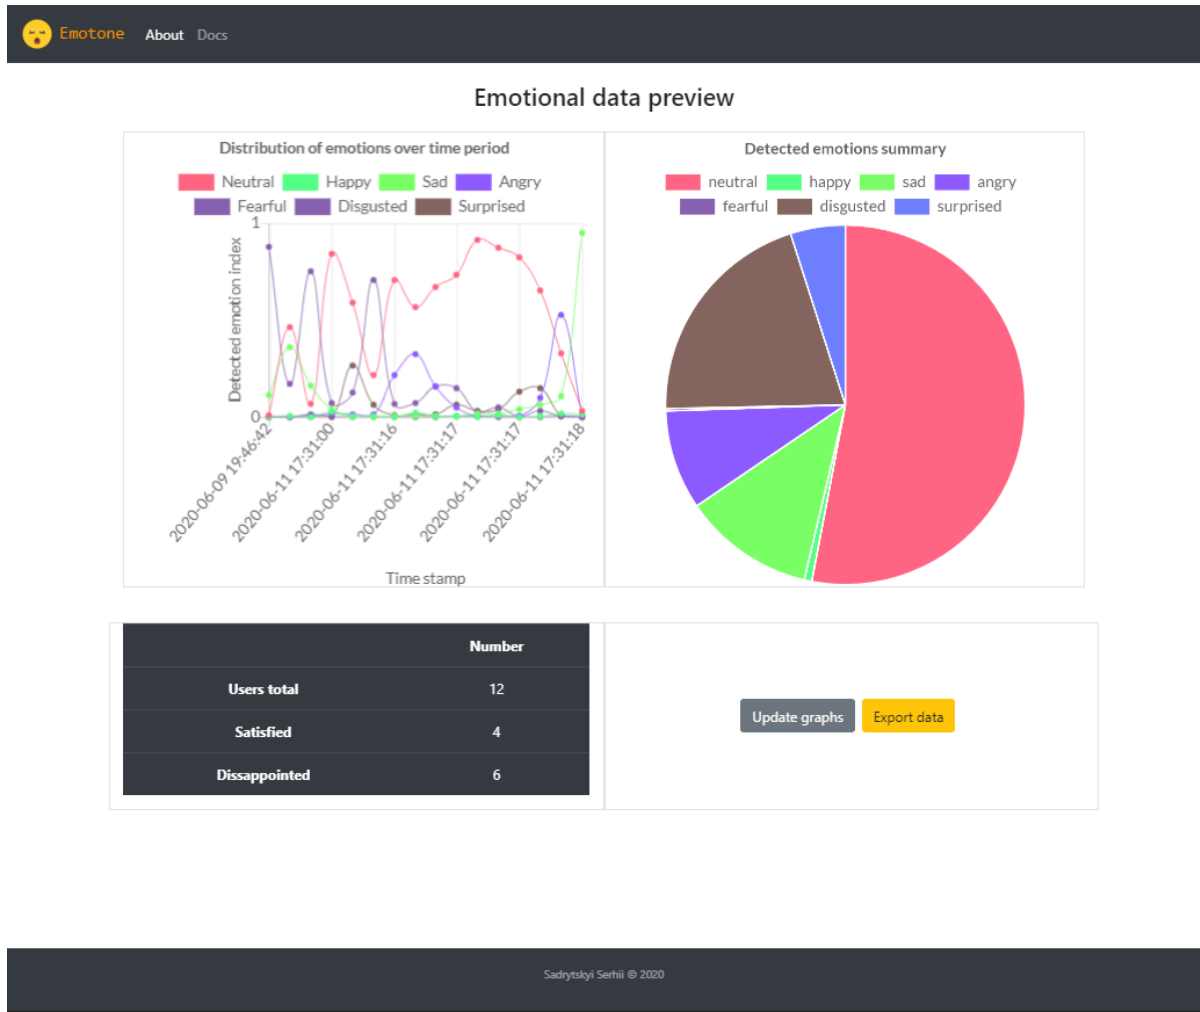 Emotone About Docs
Emotional data preview
Distribution of emotions over time period
Neutral Happy Sad Angry
Fearful Disgusted Surprised
1
Detected emotion index
0
2020-06-09 19:46:42
2020-06-11 17:31:00
2020-06-11 17:31:16
2020-06-11 17:31:17
2020-06-11 17:31:17
2020-06-11 17:31:18
Time stamp
Detected emotions summary
neutral happy sad angry
fearful disgusted surprised
Number
Users total 12
Satisfied 4
Dissappointed 6
Update graphs Export data
Sadrytskyi Serhii © 2020